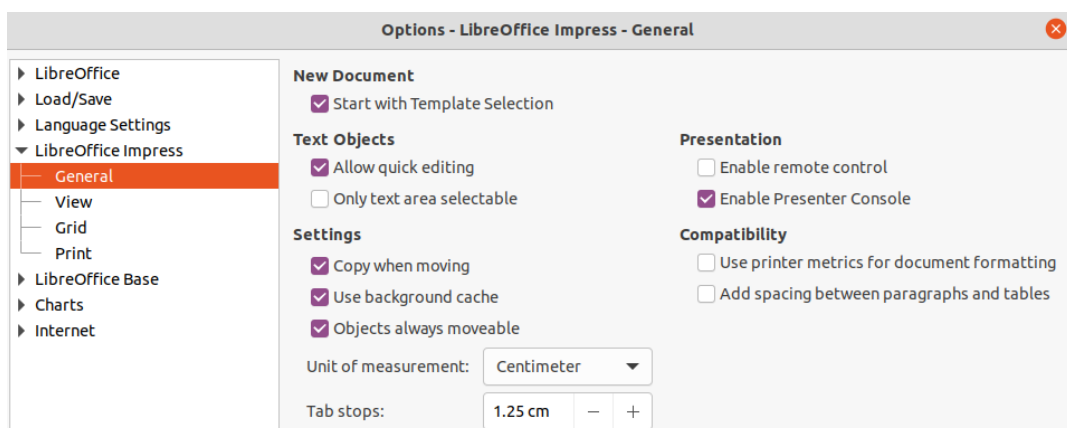 Options - LibreOffice Impress - General
LibreOffice
Load/Save
Language Settings
LibreOffice Impress
General
View
Grid
Print
LibreOffice Base
Charts
Internet
New Document
Start with Template Selection
Text Objects
Allow quick editing
Only text area selectable
Settings
Copy when moving
Use background cache
Objects always moveable
Unit of measurement: Centimeter
Tab stops: 1.25 cm − +
Presentation
Enable remote control
Enable Presenter Console
Compatibility
Use printer metrics for document formatting
Add spacing between paragraphs and tables